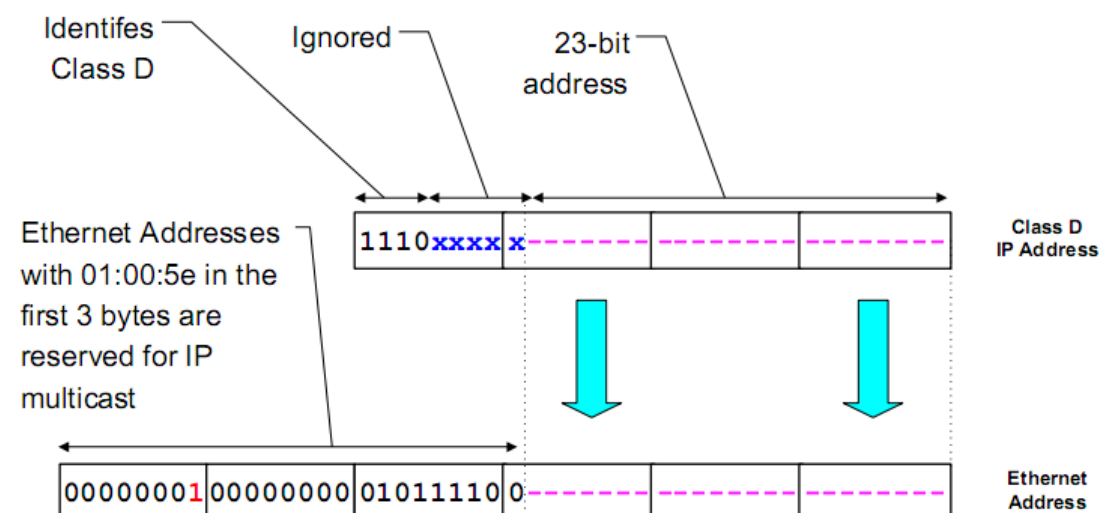 Identifes
Class D
Ignored
23-bit
address
Ethernet Addresses
with 01:00:5e in the
first 3 bytes are
reserved for IP
multicast
1110xxxx x------- -------- --------
Class D
IP Address
00000001 00000000 01011110 0------- -------- --------
Ethernet
Address